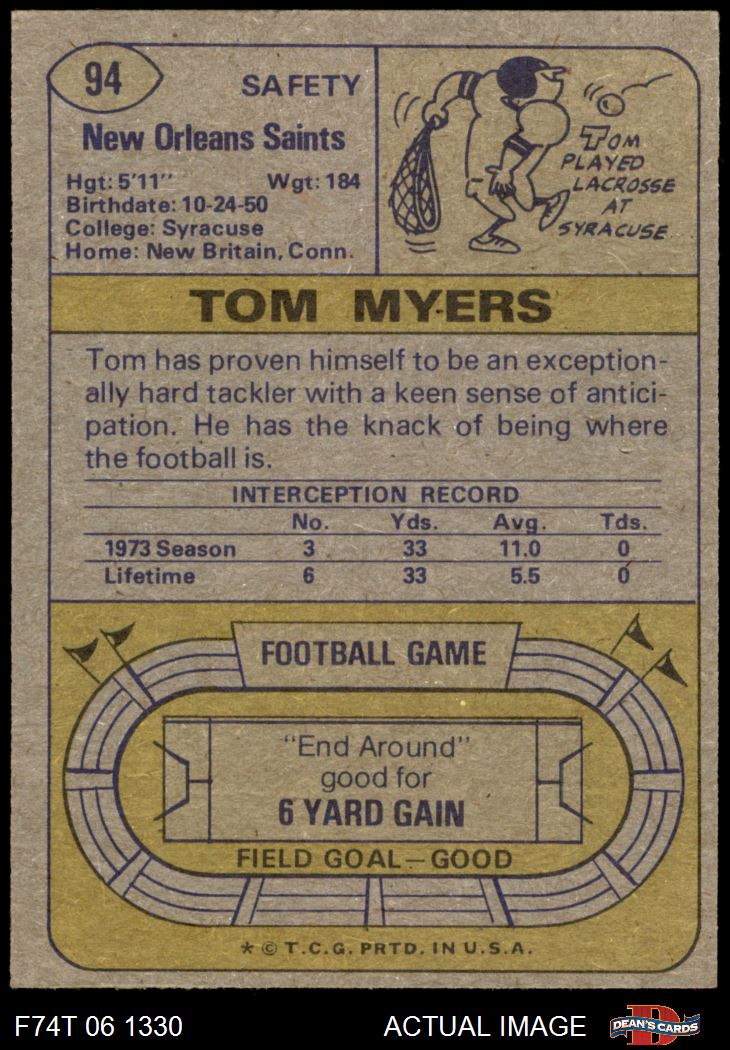 94
SAFETY
New Orleans Saints
Hgt: 5'11" Wgt: 184
Birthdate: 10-24-50
College: Syracuse
Home: New Britain, Conn.
TOM
PLAYED
LACROSSE
AT
SYRACUSE
TOM MYERS
Tom has proven himself to be an exception-
ally hard tackler with a keen sense of antici-
pation. He has the knack of being where
the football is.
INTERCEPTION RECORD
No. Yds. Avg. Tds.
1973 Season 3 33 11.0 0
Lifetime 6 33 5.5 0
FOOTBALL GAME
"End Around"
good for
6 YARD GAIN
FIELD GOAL—GOOD
* © T.C.G. PRTD. IN U.S.A.
F74T 06 1330 ACTUAL IMAGE
D
DEAN'S CARDS